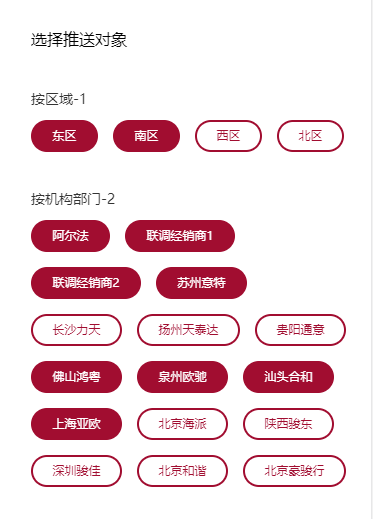 选择推送对象
按区域-1
东区 南区 西区 北区
按机构部门-2
阿尔法 联调经销商1
联调经销商2 苏州意特
长沙力天 扬州天泰达 贵阳通意
佛山鸿粤 泉州欧驰 汕头合和
上海亚欧 北京海派 陕西骏东
深圳骏佳 北京和谐 北京豪骏行